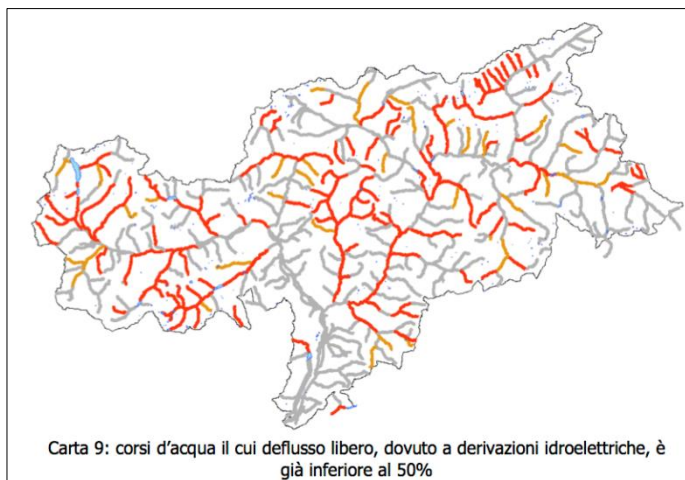 Carta 9: corsi d'acqua il cui deflusso libero, dovuto a derivazioni idroelettriche, è
già inferiore al 50%